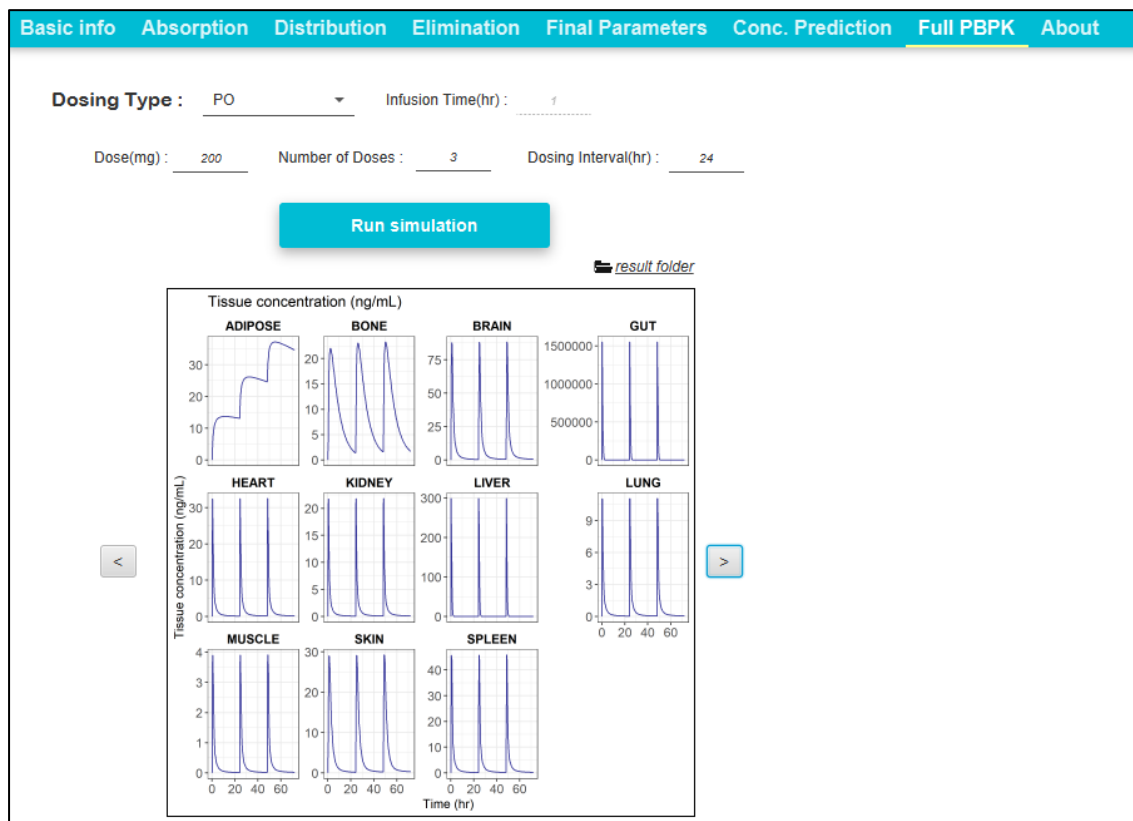 Basic info Absorption Distribution Elimination Final Parameters Conc. Prediction Full PBPK About
Dosing Type : PO Infusion Time(hr) : 1
Dose(mg) : 200 Number of Doses : 3 Dosing Interval(hr) : 24
Run simulation
result folder
Tissue concentration (ng/mL)
ADIPOSE BONE BRAIN GUT
30 20 10 0
20 15 10 5 0
75 50 25 0
1500000 1000000 500000 0
Tissue concentration (ng/mL)
HEART KIDNEY LIVER LUNG
30 20 10 0
20 15 10 5 0
300 200 100 0
9 6 3 0
0 20 40 60
< >
MUSCLE SKIN SPLEEN
4 3 2 1 0
30 20 10 0
40 30 20 10 0
0 20 40 60 0 20 40 60 0 20 40 60
Time (hr)